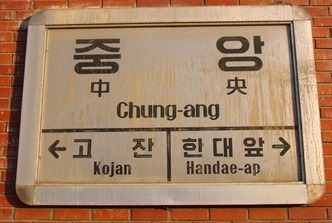 중 앙
中 央
Chung-ang
← 고 잔 한대앞 →
Kojan Handae-ap